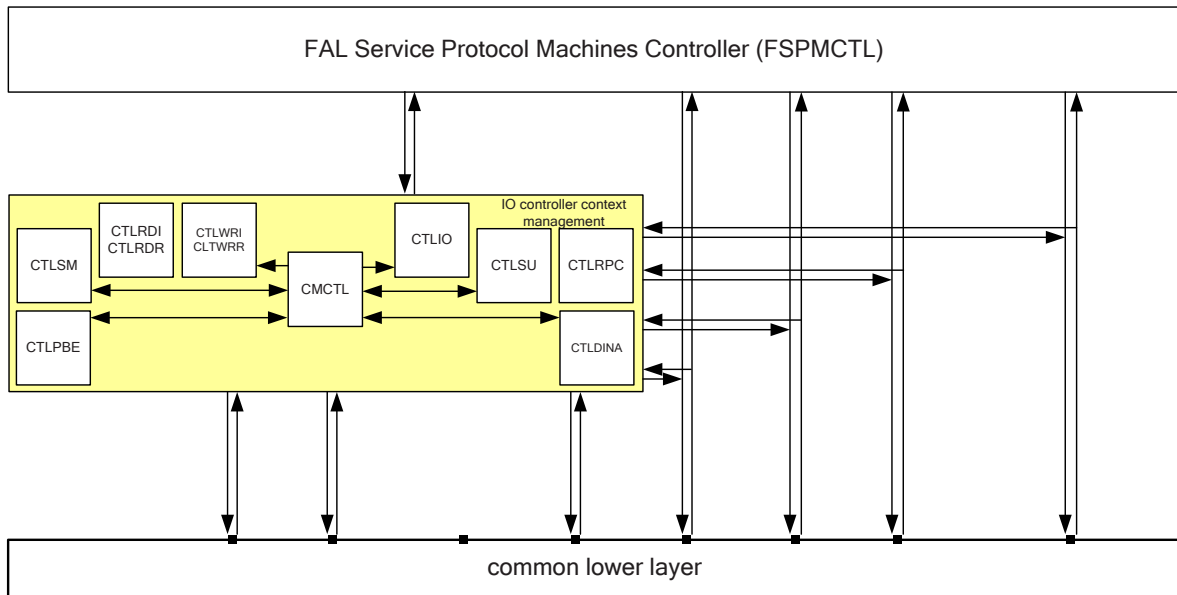 FAL Service Protocol Machines Controller (FSPMCTL)
IO controller context
management
CTLRDI
CTLRDR
CTLWRI
CLTWRR
CTLIO
CTLSM
CTLSU
CTLRPC
CMCTL
CTLPBE
CTLDINA
common lower layer